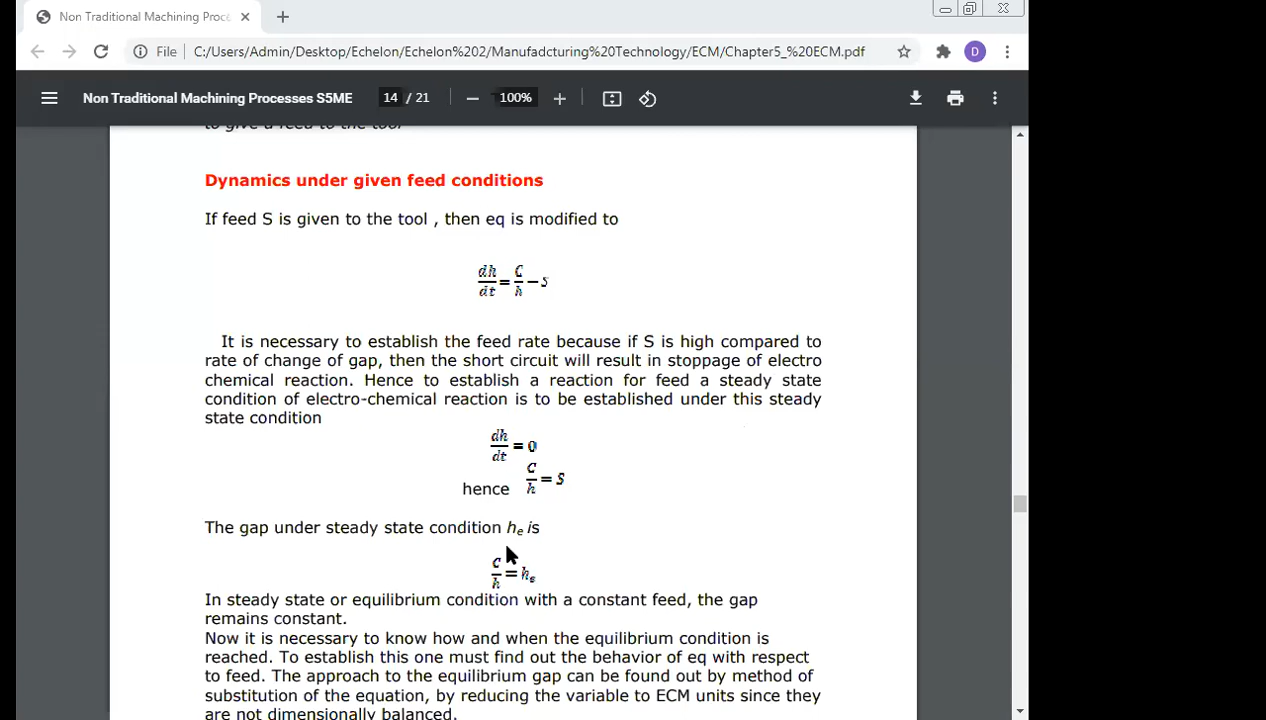 Non Traditional Machining Proce
File C:/Users/Admin/Desktop/Echelon/Echelon%202/Manufadcturing%20Technology/ECM/Chapter5_%20ECM.pdf D
Non Traditional Machining Processes S5ME 14 / 21 100%
to give a feed to the tool
Dynamics under given feed conditions
If feed S is given to the tool , then eq is modified to
dh/dt = C/h − S
It is necessary to establish the feed rate because if S is high compared to
rate of change of gap, then the short circuit will result in stoppage of electro
chemical reaction. Hence to establish a reaction for feed a steady state
condition of electro-chemical reaction is to be established under this steady
state condition
dh/dt = 0
hence C/h = S
The gap under steady state condition he is
C/h = he
In steady state or equilibrium condition with a constant feed, the gap
remains constant.
Now it is necessary to know how and when the equilibrium condition is
reached. To establish this one must find out the behavior of eq with respect
to feed. The approach to the equilibrium gap can be found out by method of
substitution of the equation, by reducing the variable to ECM units since they
are not dimensionally balanced.